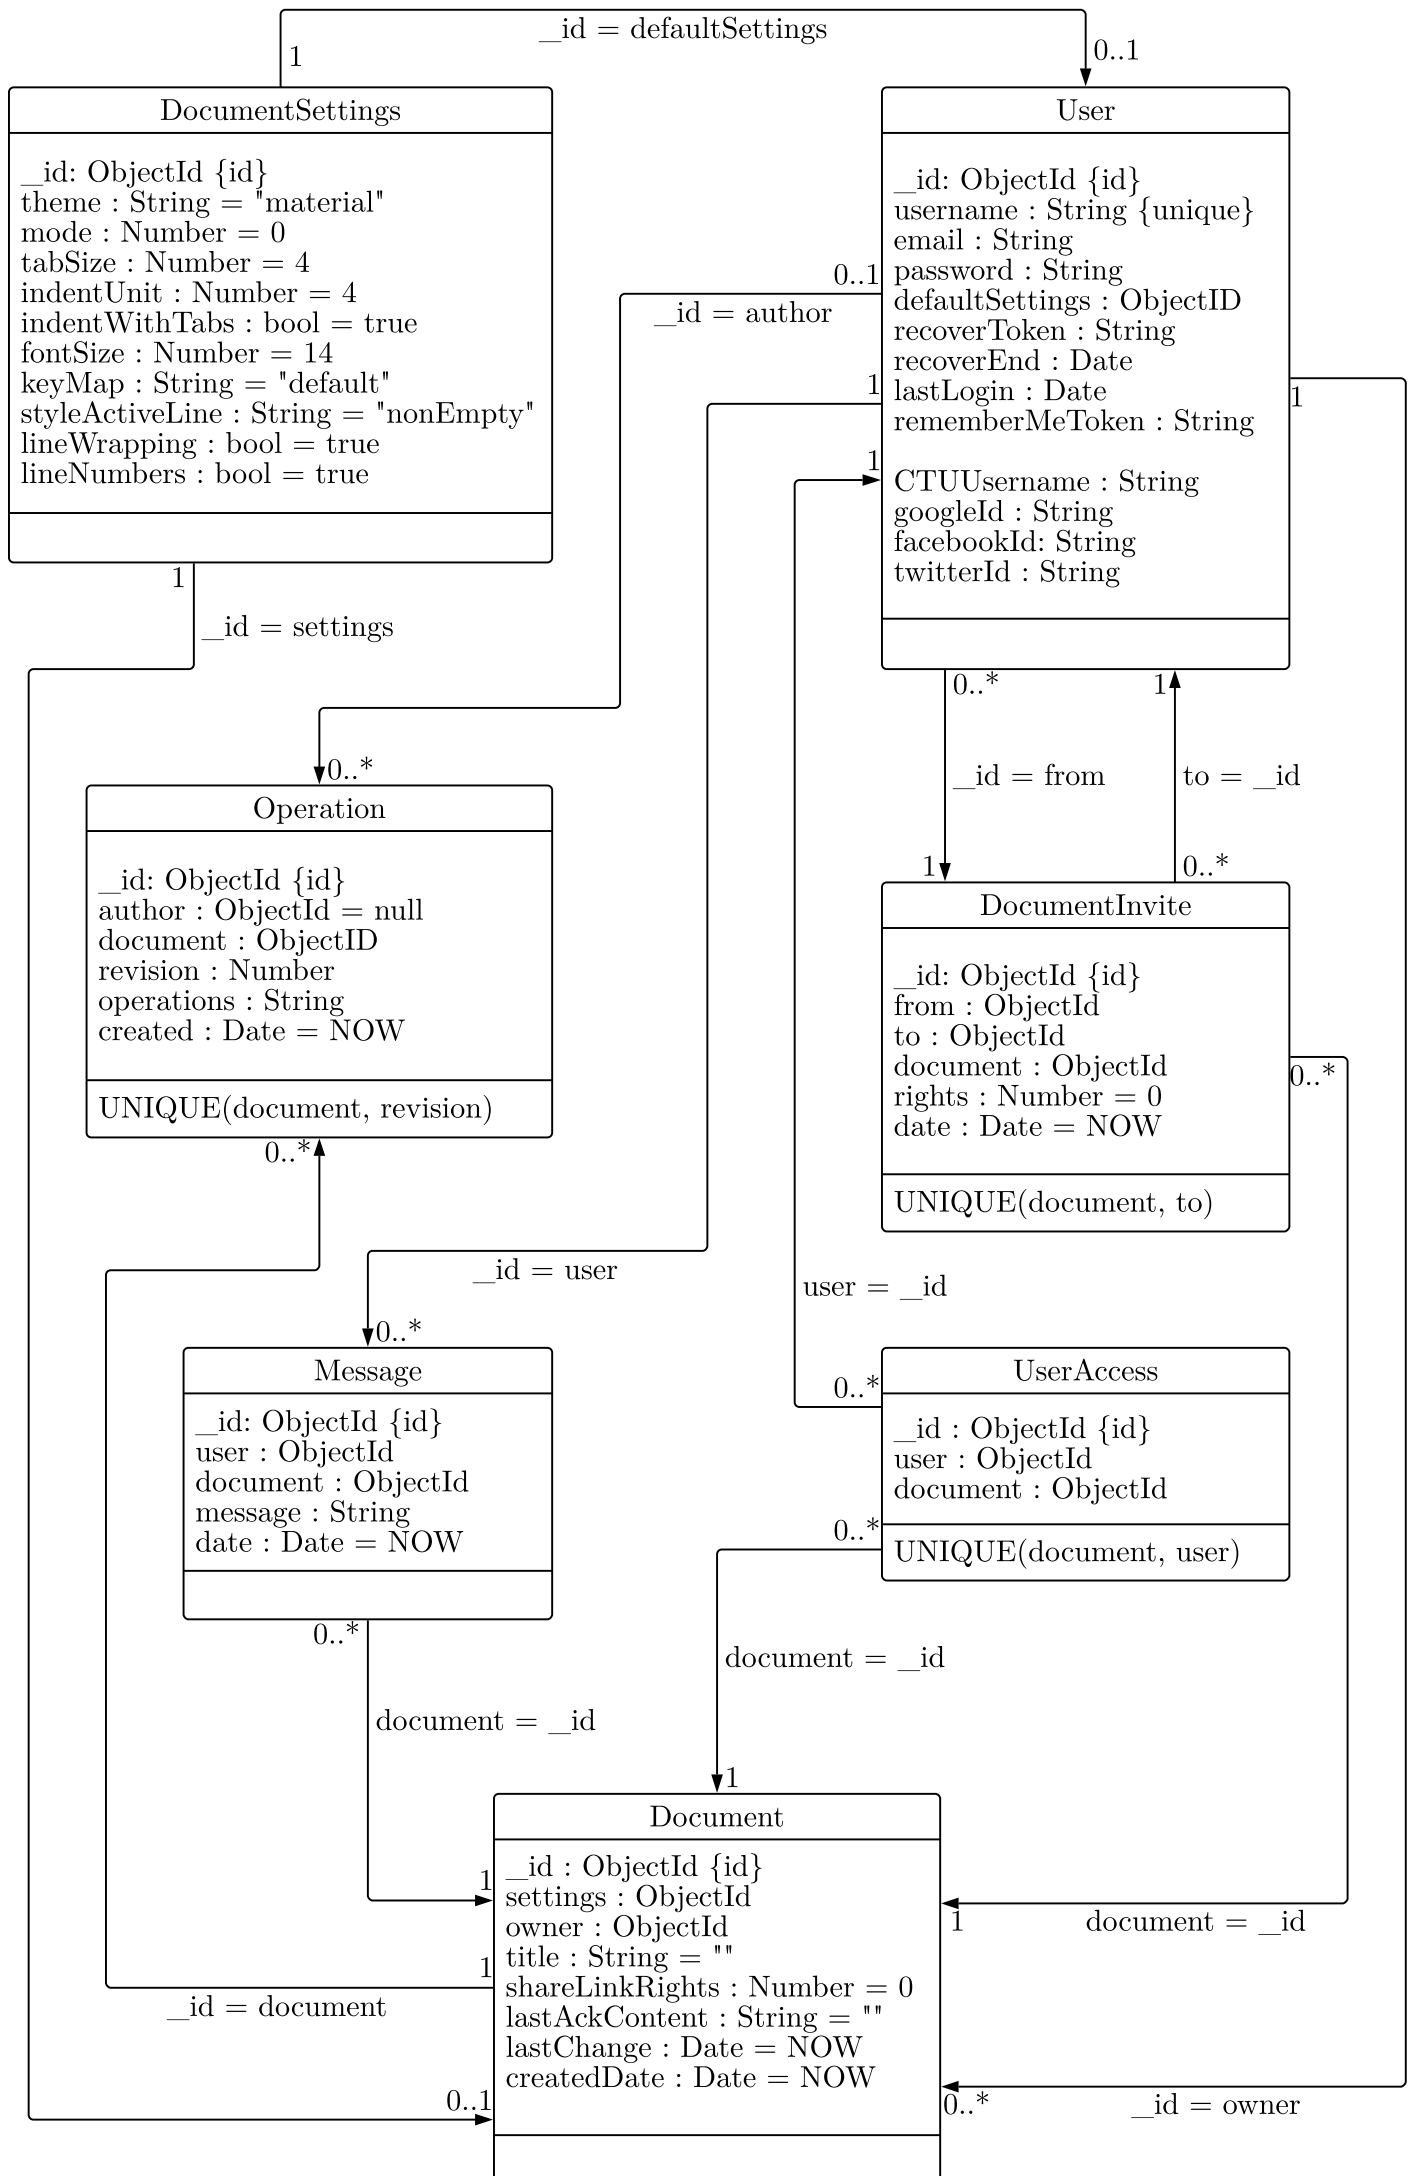 _id = defaultSettings
1
0..1
DocumentSettings
_id: ObjectId {id}
theme : String = "material"
mode : Number = 0
tabSize : Number = 4
indentUnit : Number = 4
indentWithTabs : bool = true
fontSize : Number = 14
keyMap : String = "default"
styleActiveLine : String = "nonEmpty"
lineWrapping : bool = true
lineNumbers : bool = true
1
_id = settings
User
_id: ObjectId {id}
username : String {unique}
email : String
password : String
defaultSettings : ObjectID
recoverToken : String
recoverEnd : Date
lastLogin : Date
rememberMeToken : String
CTUUsername : String
googleId : String
facebookId: String
twitterId : String
0..1
_id = author
1
1
1
0..*
1
_id = from
to = _id
1
0..*
0..*
Operation
_id: ObjectId {id}
author : ObjectId = null
document : ObjectID
revision : Number
operations : String
created : Date = NOW
UNIQUE(document, revision)
0..*
DocumentInvite
_id: ObjectId {id}
from : ObjectId
to : ObjectId
document : ObjectId
rights : Number = 0
date : Date = NOW
UNIQUE(document, to)
0..*
_id = user
user = _id
0..*
Message
_id: ObjectId {id}
user : ObjectId
document : ObjectId
message : String
date : Date = NOW
0..*
document = _id
0..*
UserAccess
_id : ObjectId {id}
user : ObjectId
document : ObjectId
UNIQUE(document, user)
0..*
document = _id
1
Document
_id : ObjectId {id}
settings : ObjectId
owner : ObjectId
title : String = ""
shareLinkRights : Number = 0
lastAckContent : String = ""
lastChange : Date = NOW
createdDate : Date = NOW
1
1
_id = document
0..1
1
document = _id
0..*
_id = owner